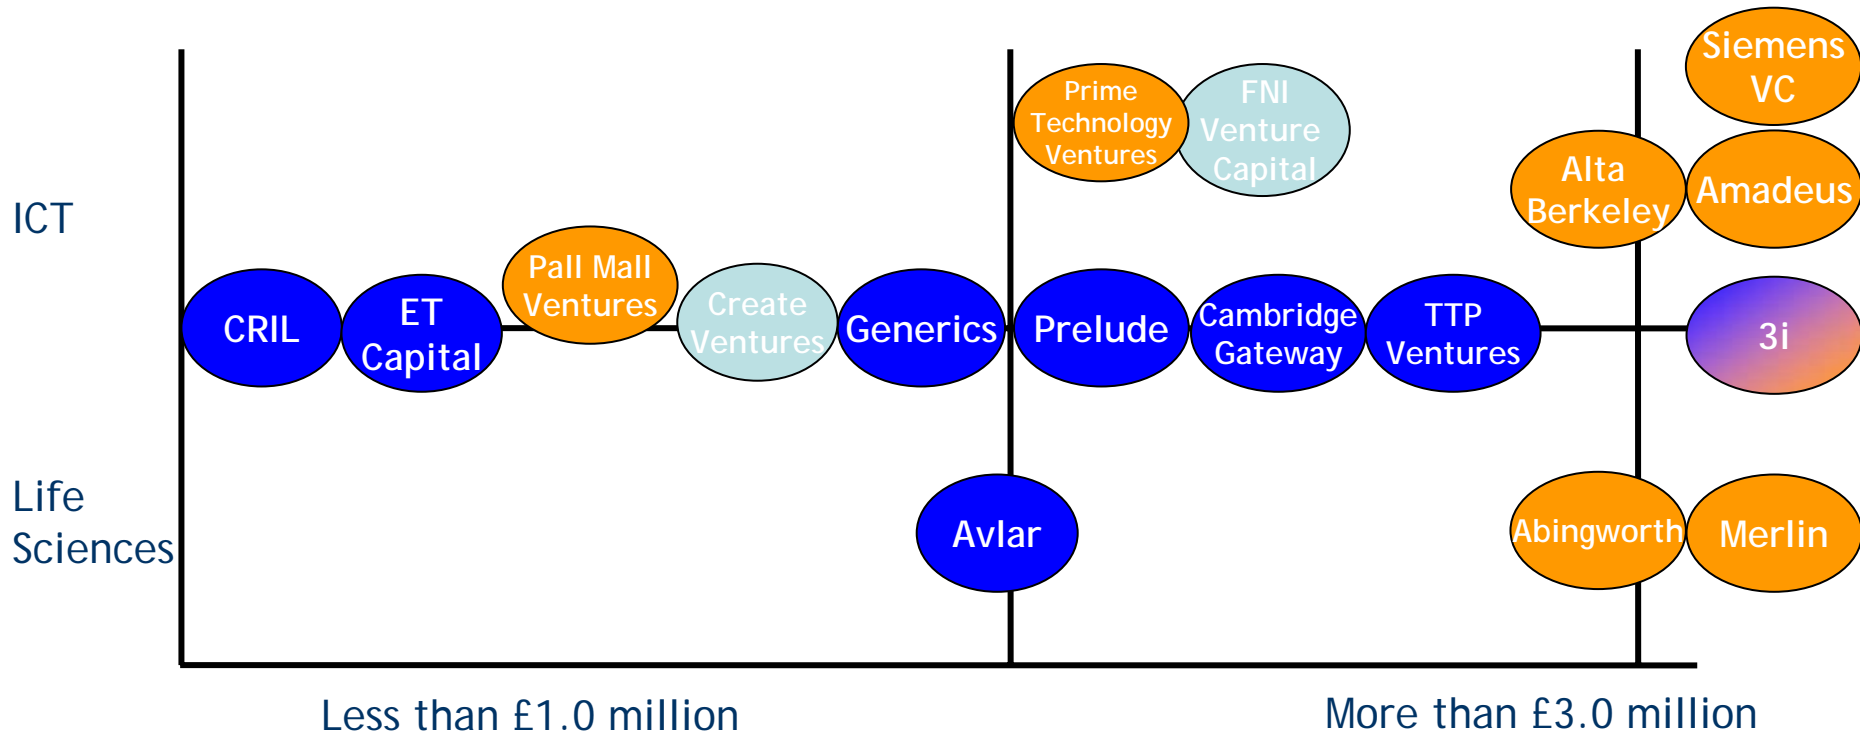 Siemens
VC
Prime
Technology
Ventures
FNI
Venture
Capital
Alta
Berkeley
Amadeus
ICT
CRIL
ET
Capital
Pall Mall
Ventures
Create
Ventures
Generics
Prelude
Cambridge
Gateway
TTP
Ventures
3i
Life
Sciences
Avlar
Abingworth
Merlin
Less than £1.0 million
More than £3.0 million